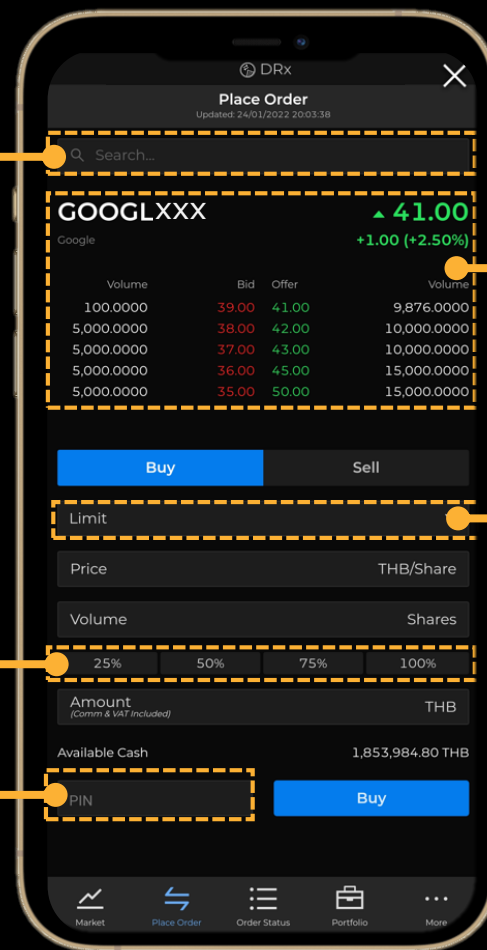 DRx
Place Order
Updated: 24/01/2022 20:03:38
Search...
GOOGLXXX 41.00
Google +1.00 (+2.50%)
Volume Bid Offer Volume
100.0000 39.00 41.00 9,876.0000
5,000.0000 38.00 42.00 10,000.0000
5,000.0000 37.00 43.00 10,000.0000
5,000.0000 36.00 45.00 15,000.0000
5,000.0000 35.00 50.00 15,000.0000
Buy Sell
Limit
Price THB/Share
Volume Shares
25% 50% 75% 100%
Amount THB
(Comm & VAT Included)
Available Cash 1,853,984.80 THB
PIN Buy
Market Place Order Order Status Portfolio More